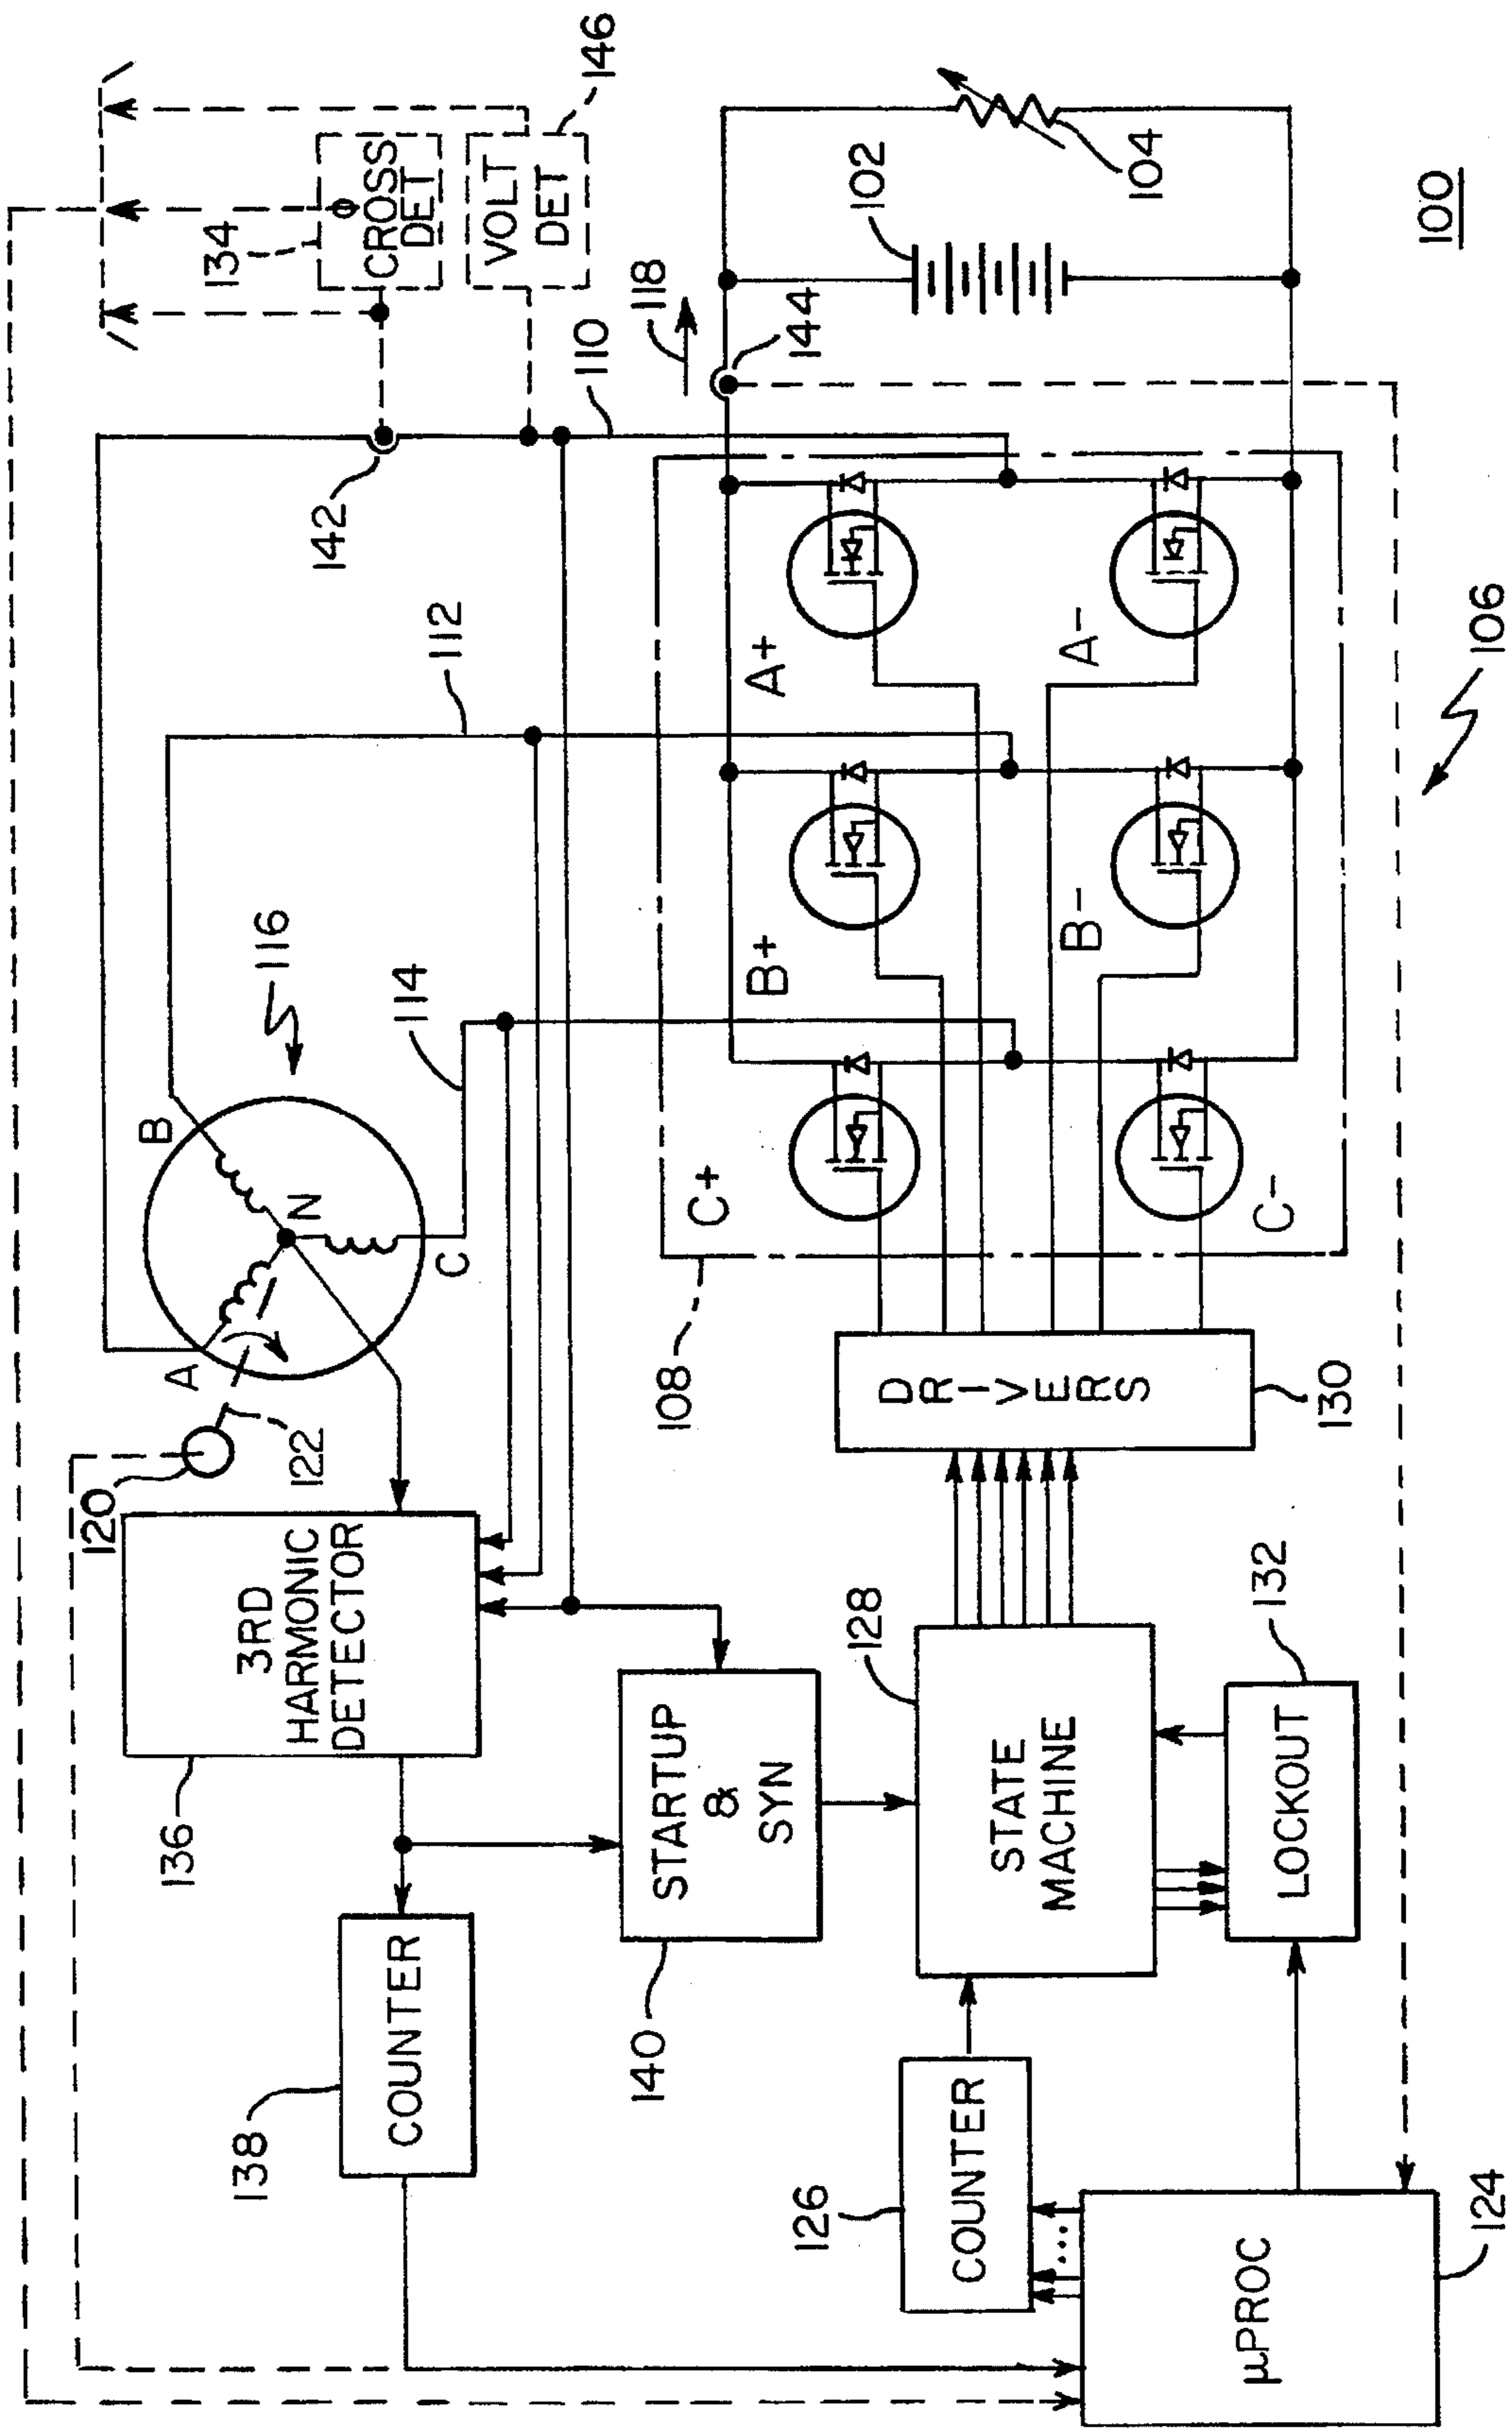 120
122
A
B
C
N
116
3RD
HARMONIC
DETECTOR
136
COUNTER
138
STARTUP
&
SYN
140
114
112
142
110
134
Φ
CROSS
DET
VOLT
DET
146
118
144
102
104
108
C+
B+
A+
C-
B-
A-
DRIVERS
130
STATE
MACHINE
128
LOCKOUT
132
COUNTER
126
...
μPROC
124
106
100